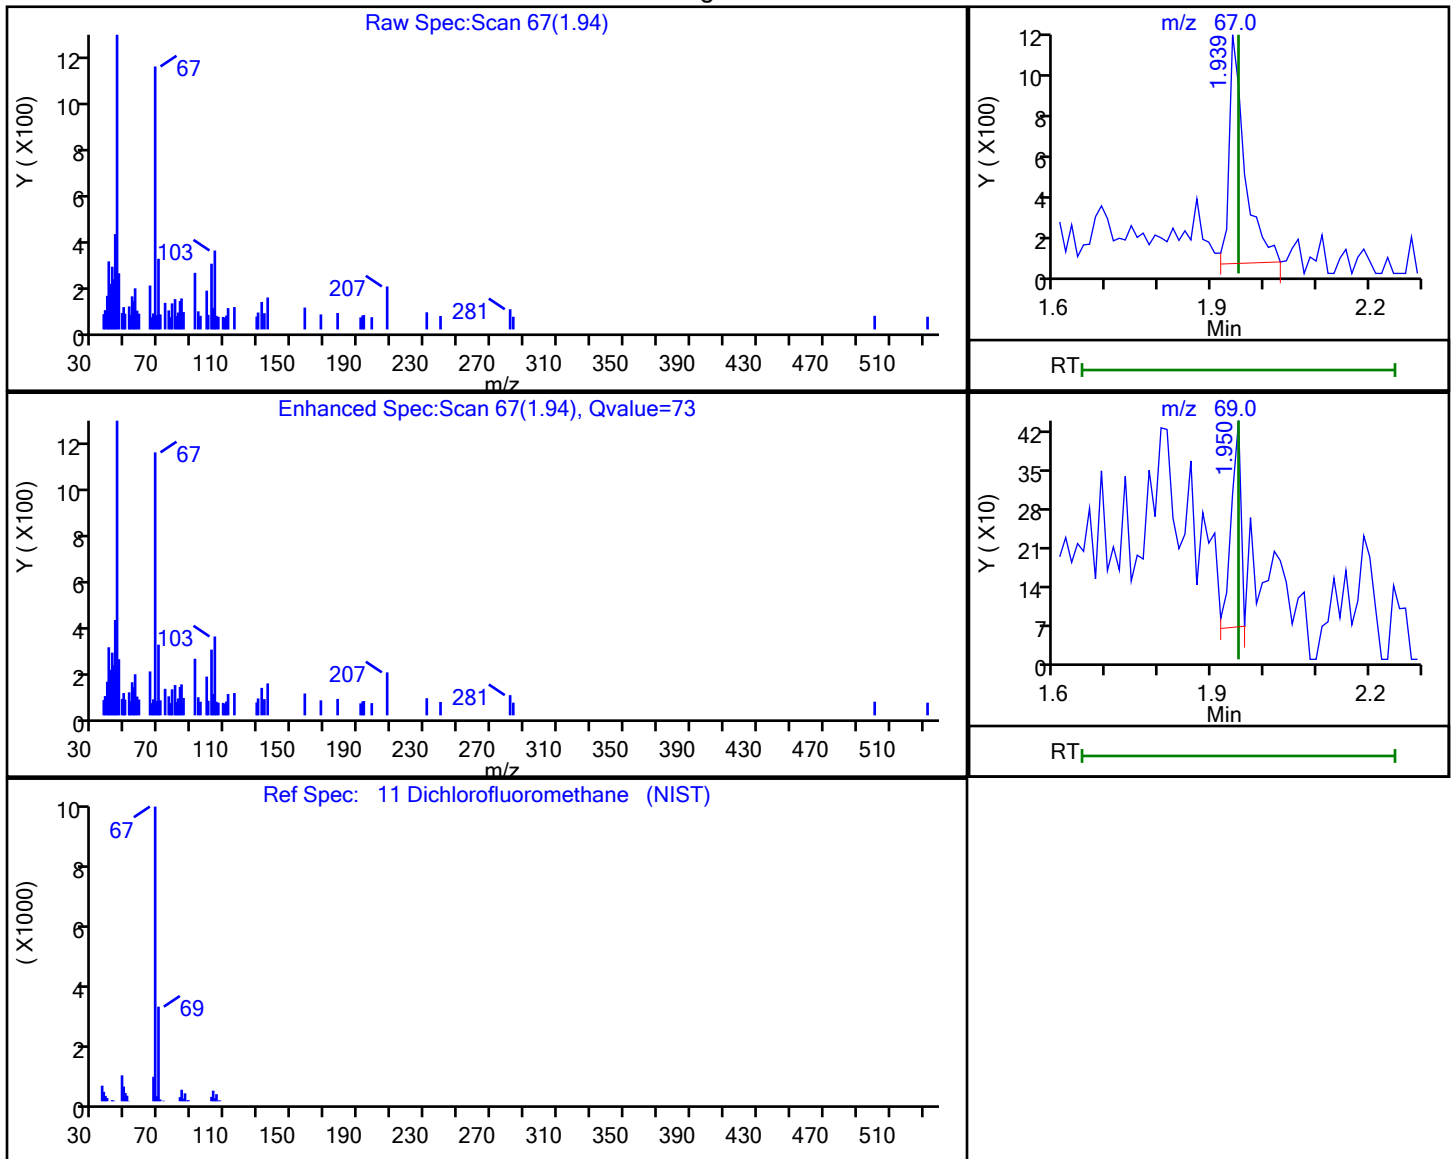 Raw Spec:Scan 67(1.94)
Y ( X100)
12
10
8
6
4
2
0
67
103
207
281
30 70 110 150 190 230 270 310 350 390 430 470 510
m/z
m/z 67.0
Y ( X100)
12
10
8
6
4
2
0
1.939
1.6 1.9 2.2
Min
RT
Enhanced Spec:Scan 67(1.94), Qvalue=73
Y ( X100)
12
10
8
6
4
2
0
67
103
207
281
30 70 110 150 190 230 270 310 350 390 430 470 510
m/z
m/z 69.0
Y ( X10)
42
35
28
21
14
7
0
1.950
1.6 1.9 2.2
Min
RT
Ref Spec: 11 Dichlorofluoromethane (NIST)
( X1000)
10
8
6
4
2
0
67
69
30 70 110 150 190 230 270 310 350 390 430 470 510